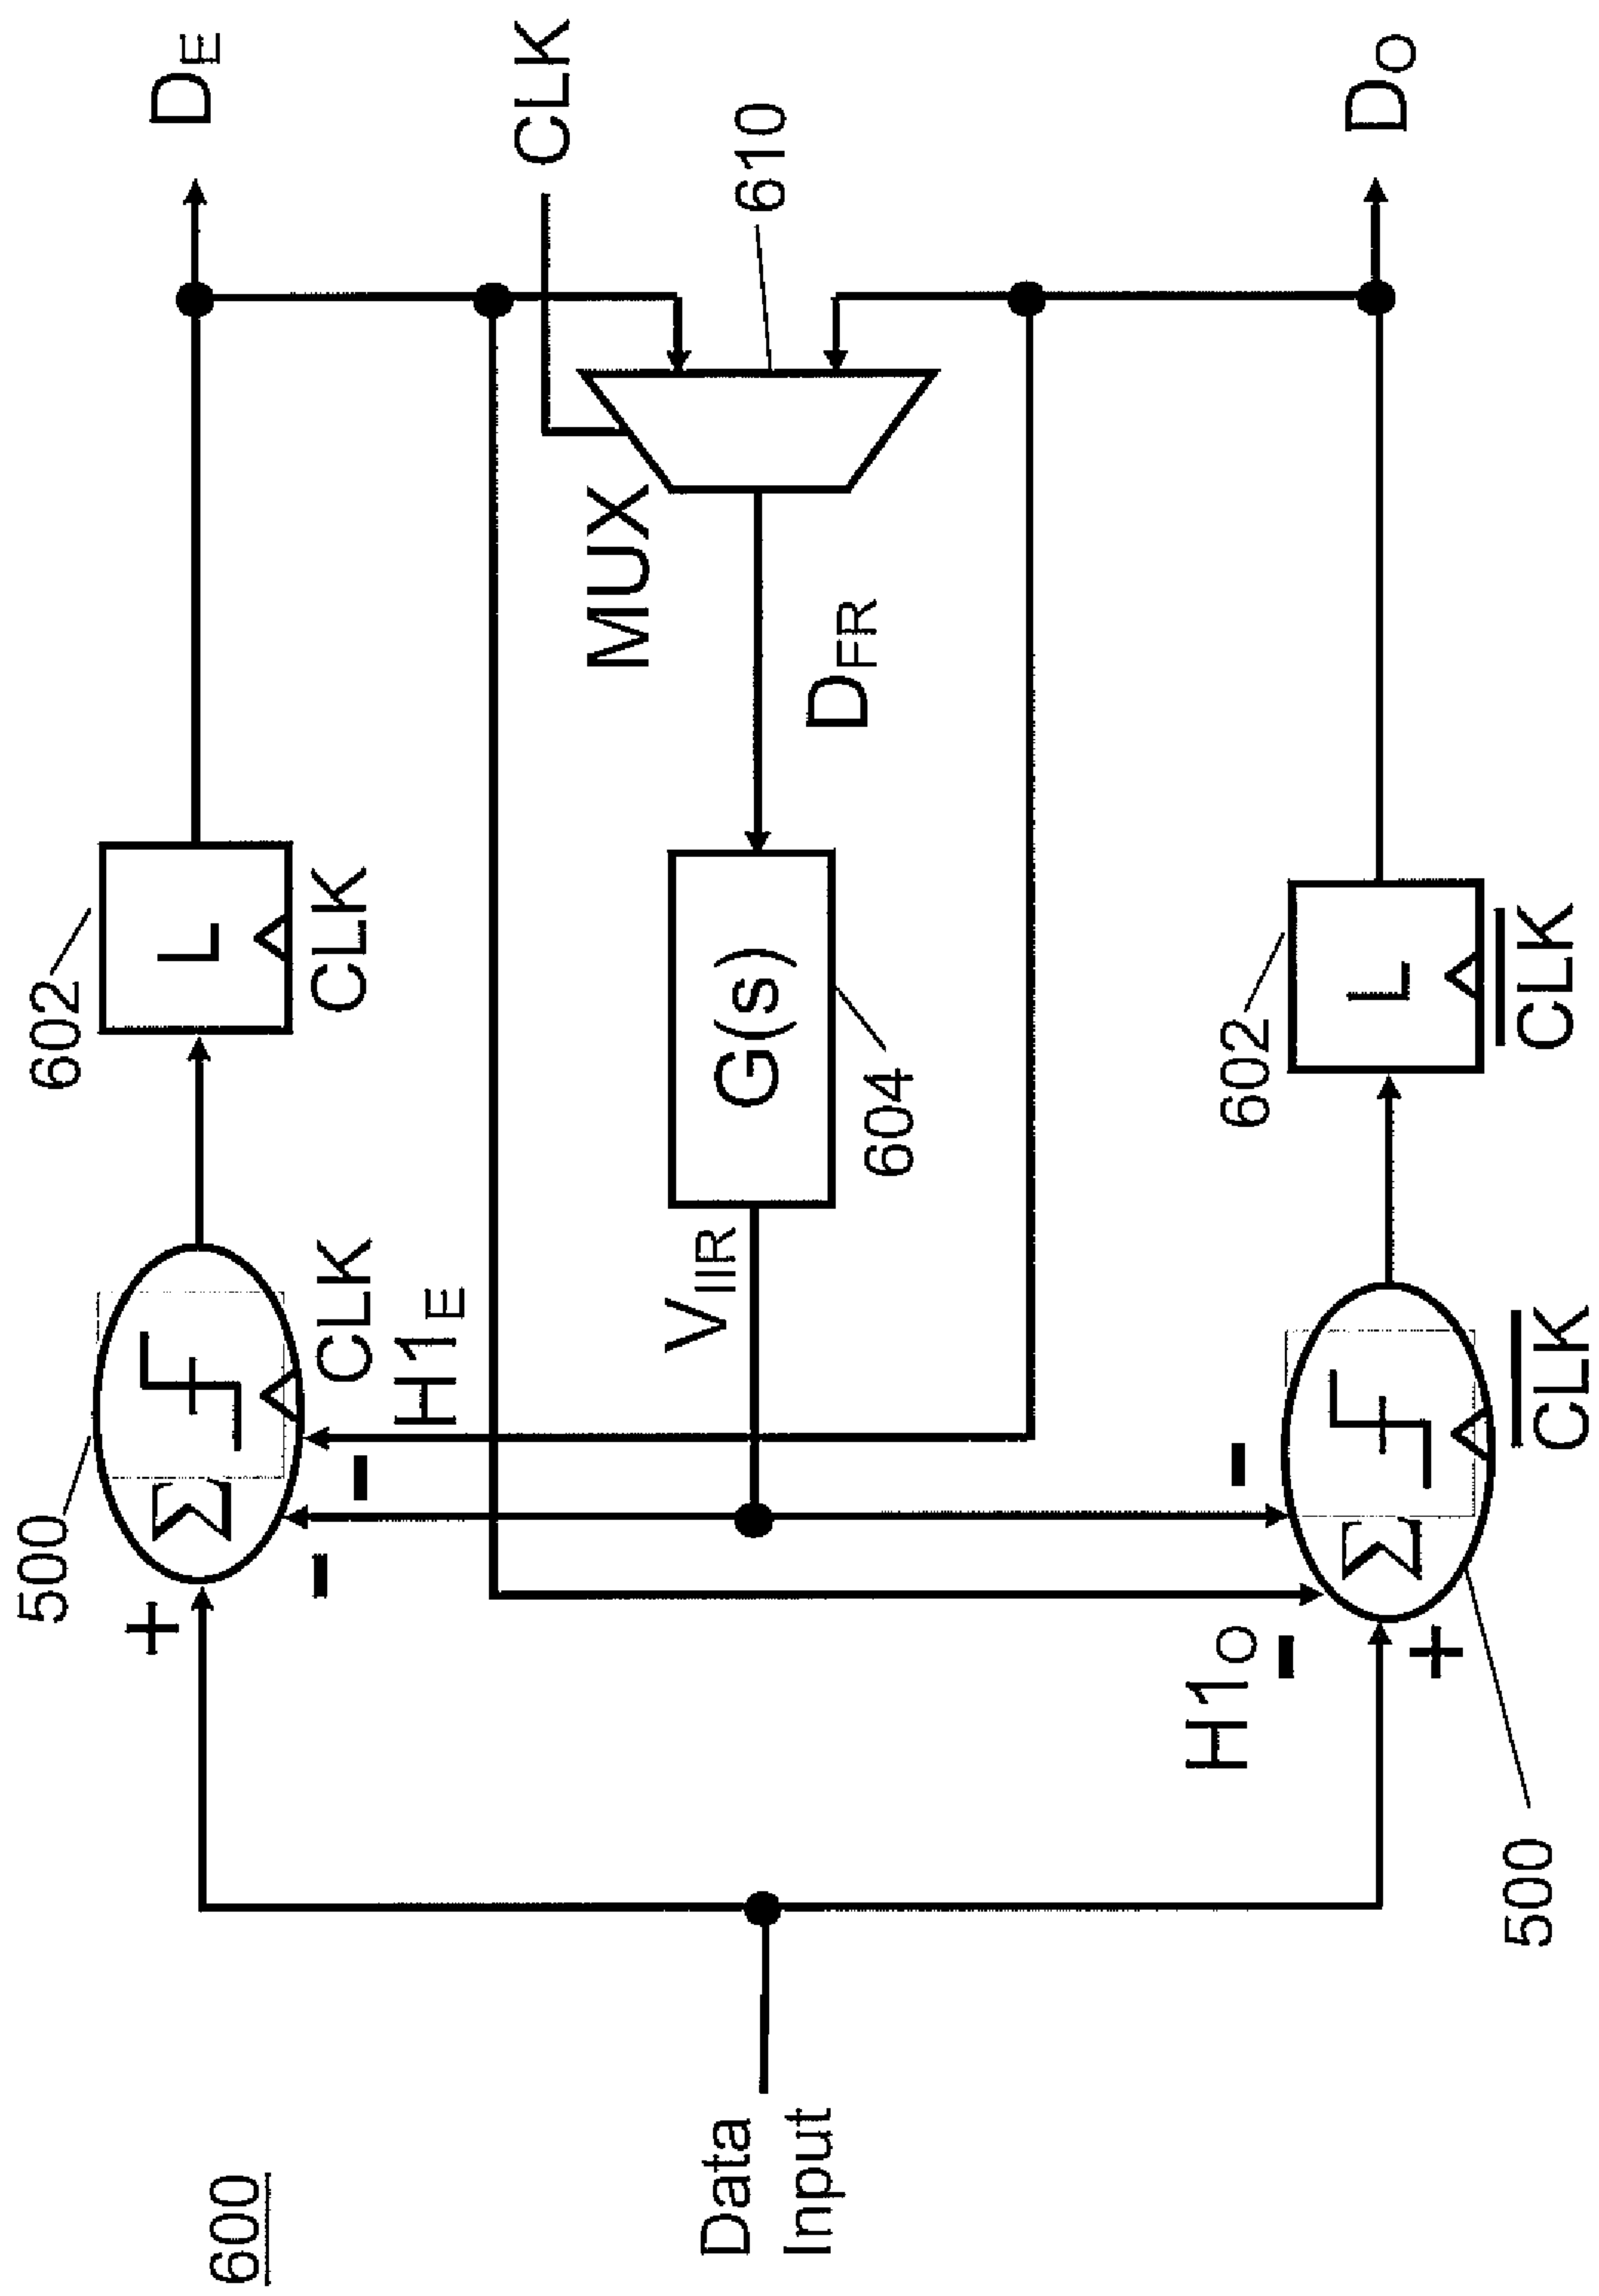 600
Data
Input
500
+
Σ
CLK
H1E
−
−
602
L
CLK
DE
CLK
MUX
610
DFR
G(s)
604
VIIR
H1O
−
−
+
Σ
500
CLK
602
L
CLK
DO